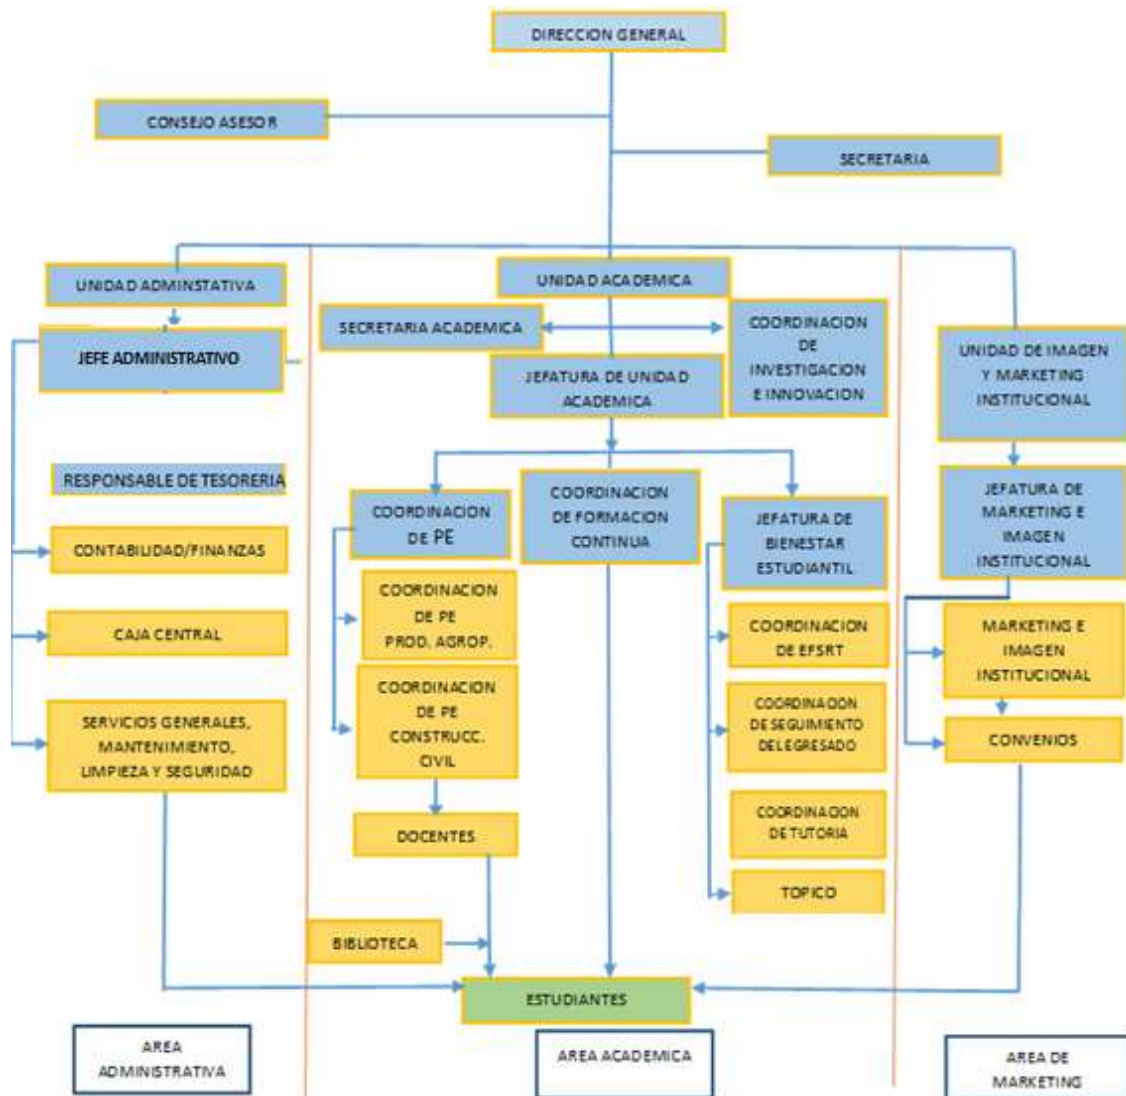 DIRECCION GENERAL
CONSEJO ASESOR
SECRETARIA
UNIDAD ADMINSTATIVA
JEFE ADMINISTRATIVO
RESPONSABLE DE TESORERIA
CONTABILIDAD/FINANZAS
CAJA CENTRAL
SERVICIOS GENERALES,
MANTENIMIENTO,
LIMPIEZA Y SEGURIDAD
UNIDAD ACADEMICA
SECRETARIA ACADEMICA
COORDINACION
DE
INVESTIGACION
E INNOVACION
JEFATURA DE UNIDAD
ACADEMICA
COORDINACION
DE PE
COORDINACION
DE PE
PROD. AGROP.
COORDINACION
DE PE
CONSTRUCC.
CIVIL
DOCENTES
BIBLIOTECA
COORDINACION
DE FORMACION
CONTINUA
JEFATURA DE
BIENESTAR
ESTUDIANTIL
COORDINACION
DE EFSRT
COORDINACION
DE SEGUIMIENTO
DEL EGRESADO
COORDINACION
DE TUTORIA
TOPICO
UNIDAD DE IMAGEN
Y MARKETING
INSTITUCIONAL
JEFATURA DE
MARKETING E
IMAGEN
INSTITUCIONAL
MARKETING E
IMAGEN
INSTITUCIONAL
CONVENIOS
ESTUDIANTES
AREA
ADMINISTRATIVA
AREA ACADEMICA
AREA DE
MARKETING